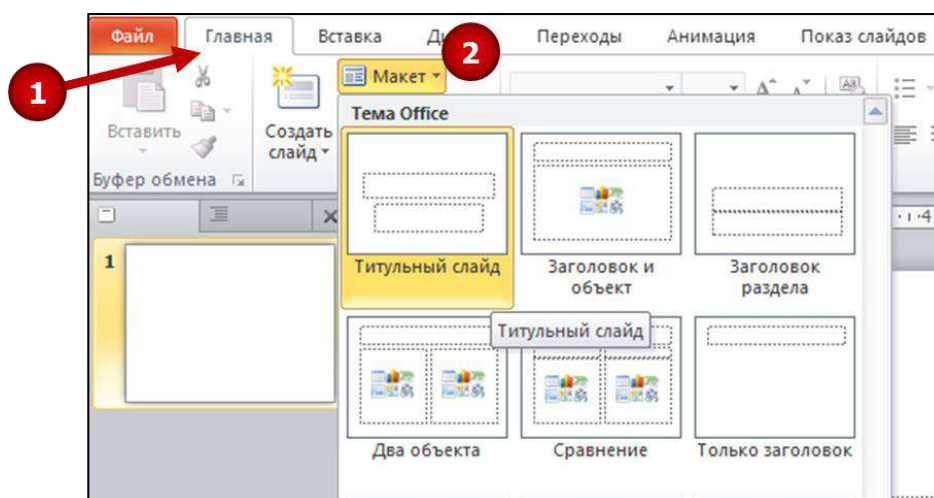 Файл Главная Вставка Переходы Анимация Показ слайдов
1
2
Макет
Вставить
Создать
слайд
Буфер обмена
Тема Office
Титульный слайд
Заголовок и
объект
Заголовок
раздела
1
Титульный слайд
Два объекта
Сравнение
Только заголовок